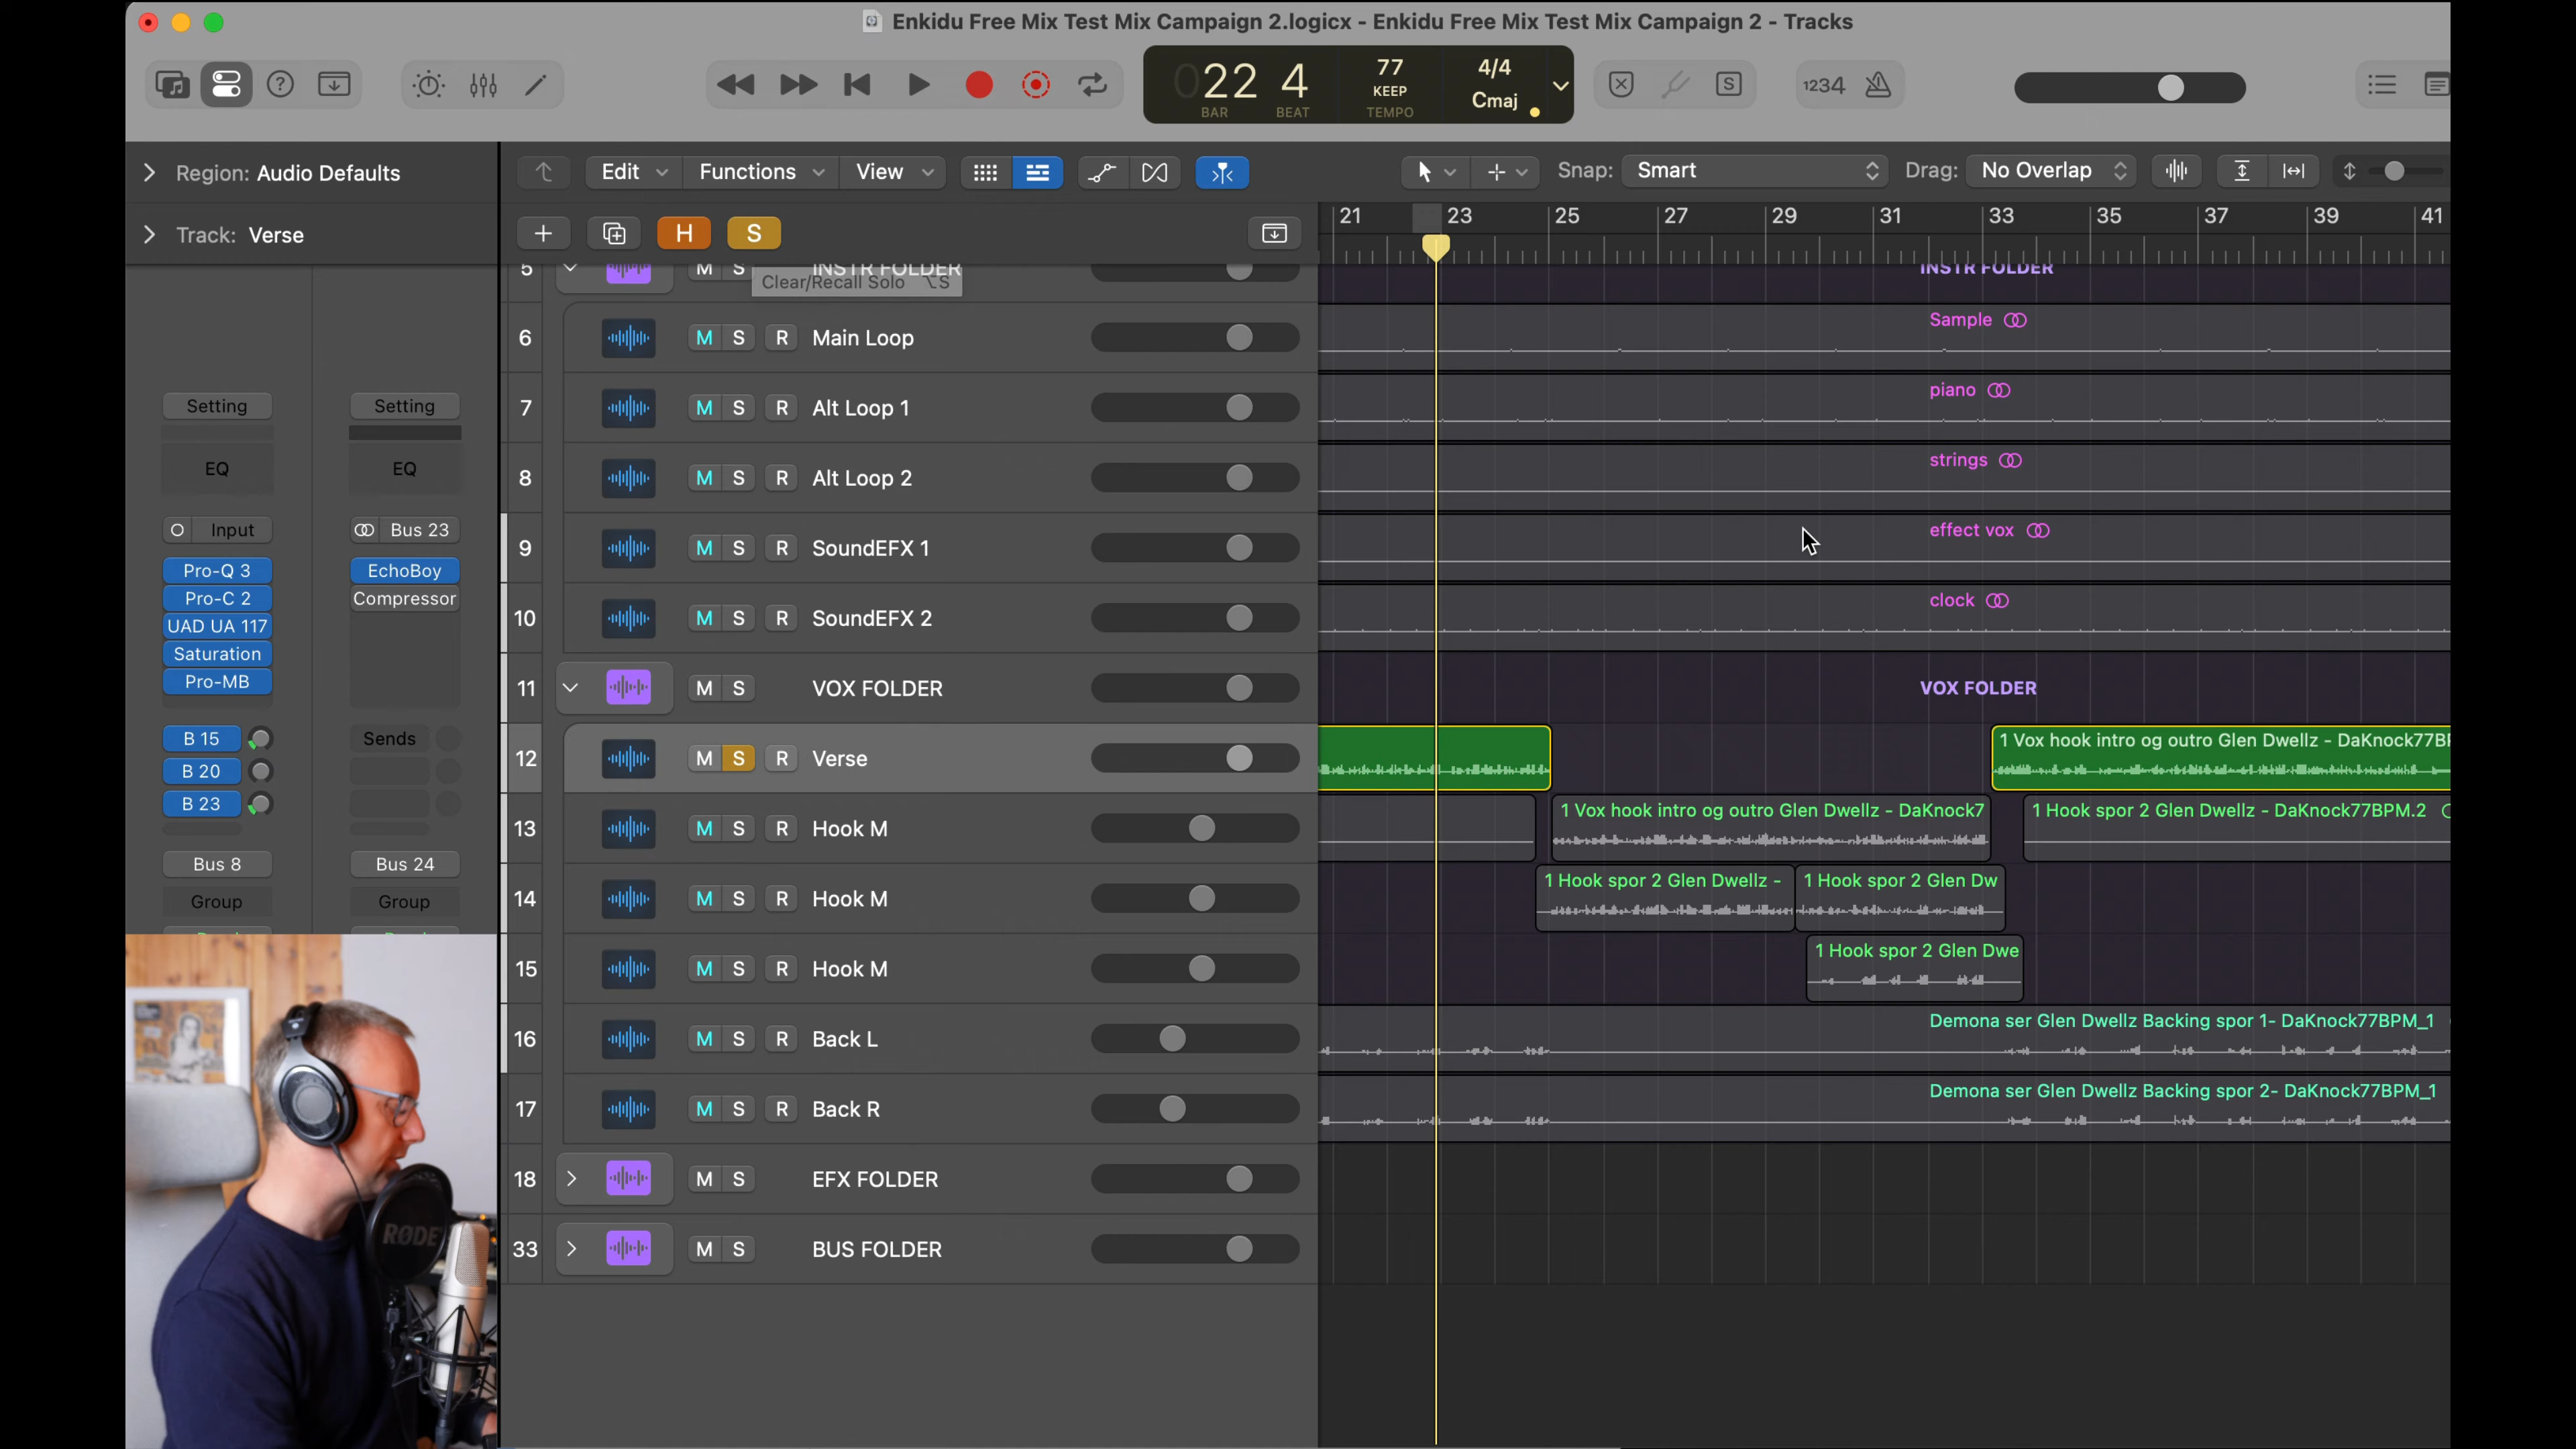 Enkidu Free Mix Test Mix Campaign 2.logicx - Enkidu Free Mix Test Mix Campaign 2 - Tracks
022 4 77 4/4
KEEP Cmaj
BAR BEAT TEMPO
S 1234
Region: Audio Defaults
Edit Functions View Snap: Smart Drag: No Overlap
Track: Verse
H S
21 23 25 27 29 31 33 35 37 39 41
5 M S INSTR FOLDER INSTR FOLDER
Clear/Recall Solo ⌥S
6 M S R Main Loop Sample
7 M S R Alt Loop 1 piano
8 M S R Alt Loop 2 strings
9 M S R SoundEFX 1 effect vox
10 M S R SoundEFX 2 clock
11 M S VOX FOLDER VOX FOLDER
12 M S R Verse 1 Vox hook intro og outro Glen Dwellz - DaKnock77B
13 M S R Hook M 1 Vox hook intro og outro Glen Dwellz - DaKnock7 1 Hook spor 2 Glen Dwellz - DaKnock77BPM.2
14 M S R Hook M 1 Hook spor 2 Glen Dwellz - 1 Hook spor 2 Glen Dw
15 M S R Hook M 1 Hook spor 2 Glen Dwe
16 M S R Back L Demona ser Glen Dwellz Backing spor 1- DaKnock77BPM_1
17 M S R Back R Demona ser Glen Dwellz Backing spor 2- DaKnock77BPM_1
18 M S EFX FOLDER
33 M S BUS FOLDER
Setting Setting
EQ EQ
Input Bus 23
Pro-Q 3 EchoBoy
Pro-C 2 Compressor
UAD UA 117
Saturation
Pro-MB
B 15 Sends
B 20
B 23
Bus 8 Bus 24
Group Group
RØDE